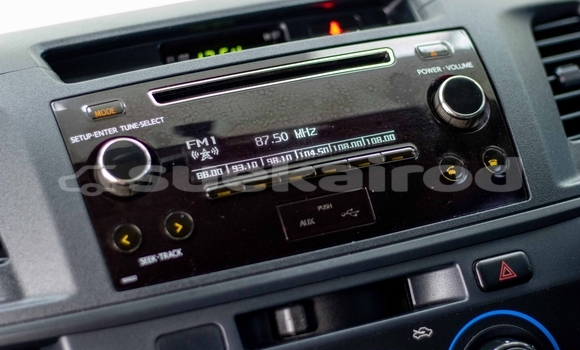 MODE
POWER · VOLUME
SETUP·ENTER TUNE·SELECT
FM1
87.50 MHz
88.00 | 93.10 | 98.10 | 104.50 | 108.00 | 108.00
PUSH
AUX
SEEK·TRACK